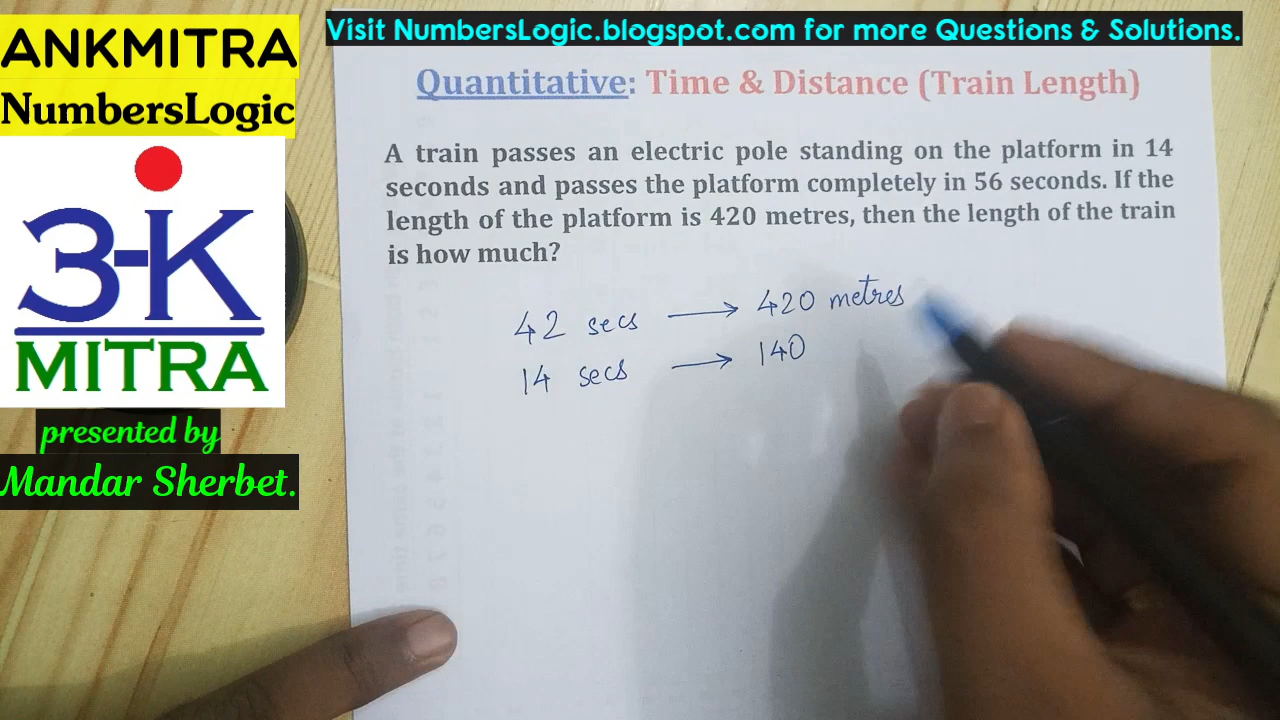 ANKMITRA
NumbersLogic
3-K
MITRA
presented by
Mandar Sherbet.
Visit NumbersLogic.blogspot.com for more Questions & Solutions.
Quantitative: Time & Distance (Train Length)
A train passes an electric pole standing on the platform in 14
seconds and passes the platform completely in 56 seconds. If the
length of the platform is 420 metres, then the length of the train
is how much?
42 secs → 420 metres
14 secs → 140